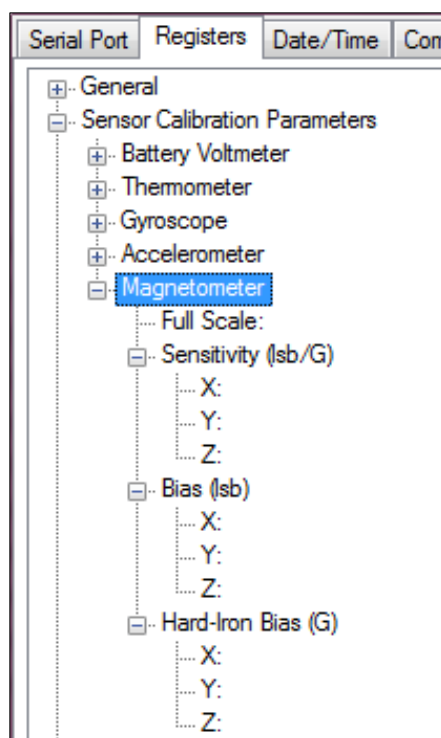 Serial Port Registers Date/Time Con
General
Sensor Calibration Parameters
Battery Voltmeter
Thermometer
Gyroscope
Accelerometer
Magnetometer
Full Scale:
Sensitivity (lsb/G)
X:
Y:
Z:
Bias (lsb)
X:
Y:
Z:
Hard-Iron Bias (G)
X:
Y:
Z: